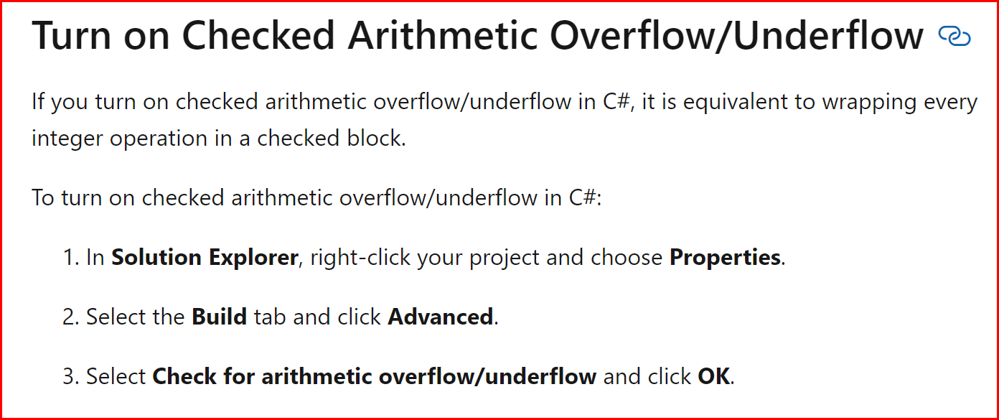 Turn on Checked Arithmetic Overflow/Underflow
If you turn on checked arithmetic overflow/underflow in C#, it is equivalent to wrapping every
integer operation in a checked block.
To turn on checked arithmetic overflow/underflow in C#:
1. In Solution Explorer, right-click your project and choose Properties.
2. Select the Build tab and click Advanced.
3. Select Check for arithmetic overflow/underflow and click OK.